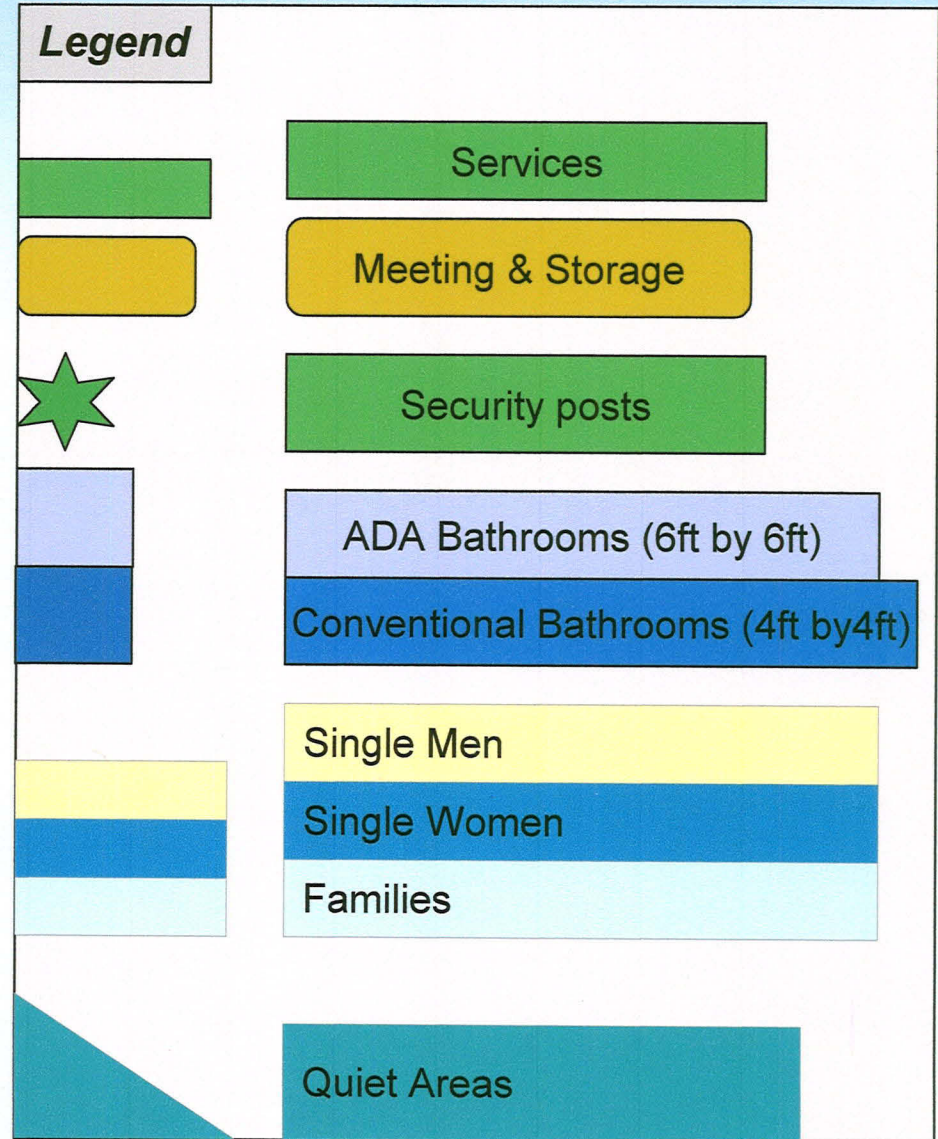 Legend
Services
Meeting & Storage
Security posts
ADA Bathrooms (6ft by 6ft)
Conventional Bathrooms (4ft by4ft)
Single Men
Single Women
Families
Quiet Areas